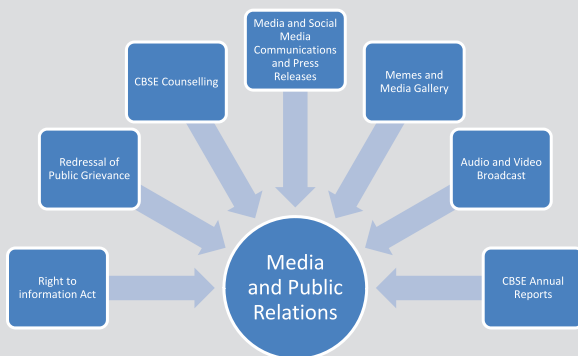 Media and Social
Media
Communications
and Press
Releases
CBSE Counselling
Memes and
Media Gallery
Redressal of
Public Grievance
Audio and Video
Broadcast
Right to
information Act
Media
and Public
Relations
CBSE Annual
Reports